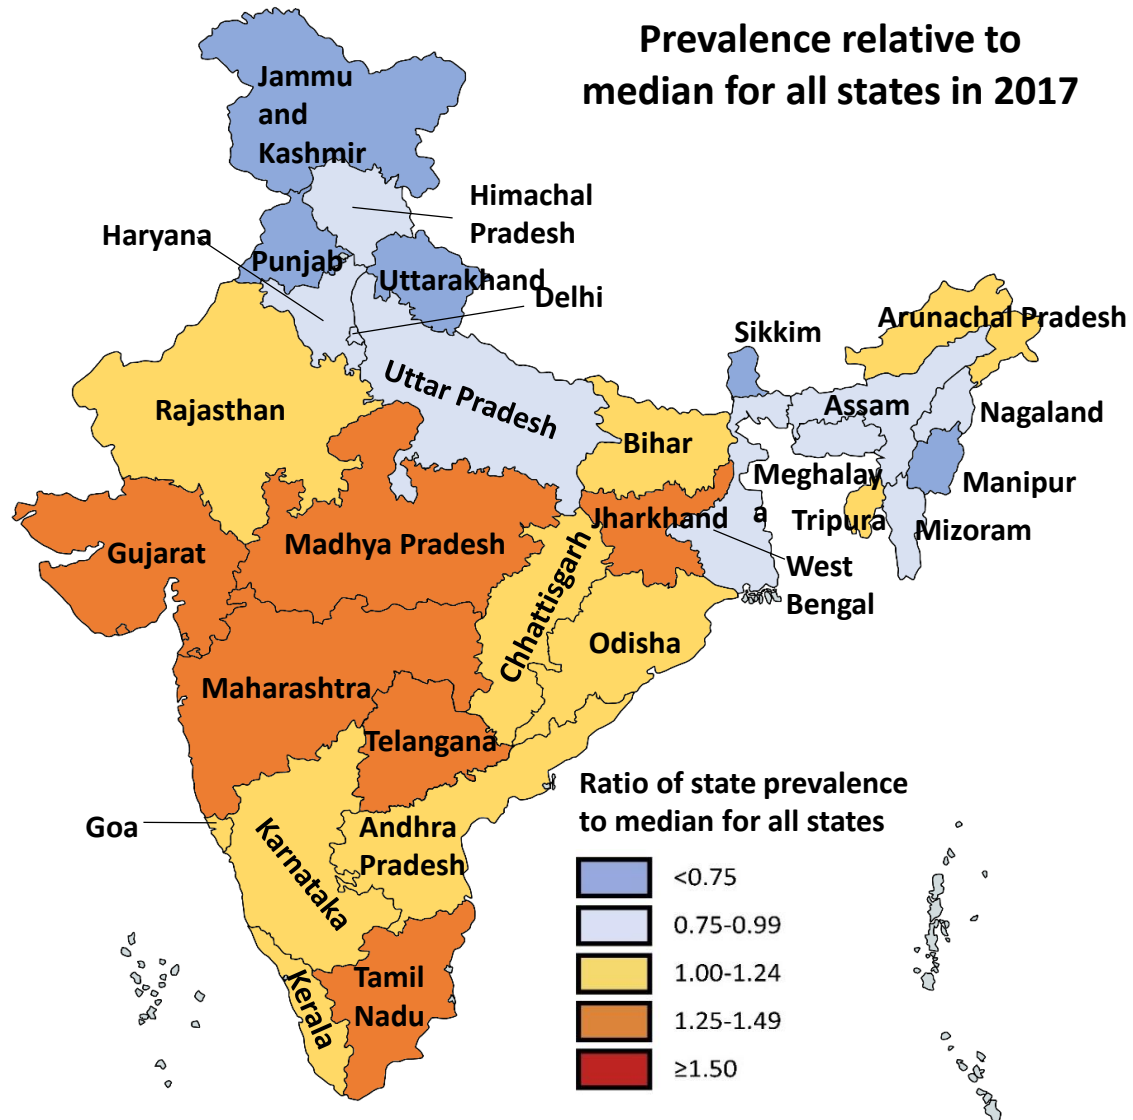 Prevalence relative to
median for all states in 2017
Jammu
and
Kashmir
Himachal
Pradesh
Haryana
Punjab
Uttarakhand
Delhi
Sikkim
Arunachal Pradesh
Uttar Pradesh
Rajasthan
Assam
Nagaland
Bihar
Meghalay
a
Manipur
Jharkhand
Tripura
Mizoram
Gujarat
Madhya Pradesh
West
Bengal
Chhattisgarh
Odisha
Maharashtra
Telangana
Goa
Karnataka
Andhra
Pradesh
Kerala
Tamil
Nadu
Ratio of state prevalence
to median for all states
<0.75
0.75-0.99
1.00-1.24
1.25-1.49
≥1.50